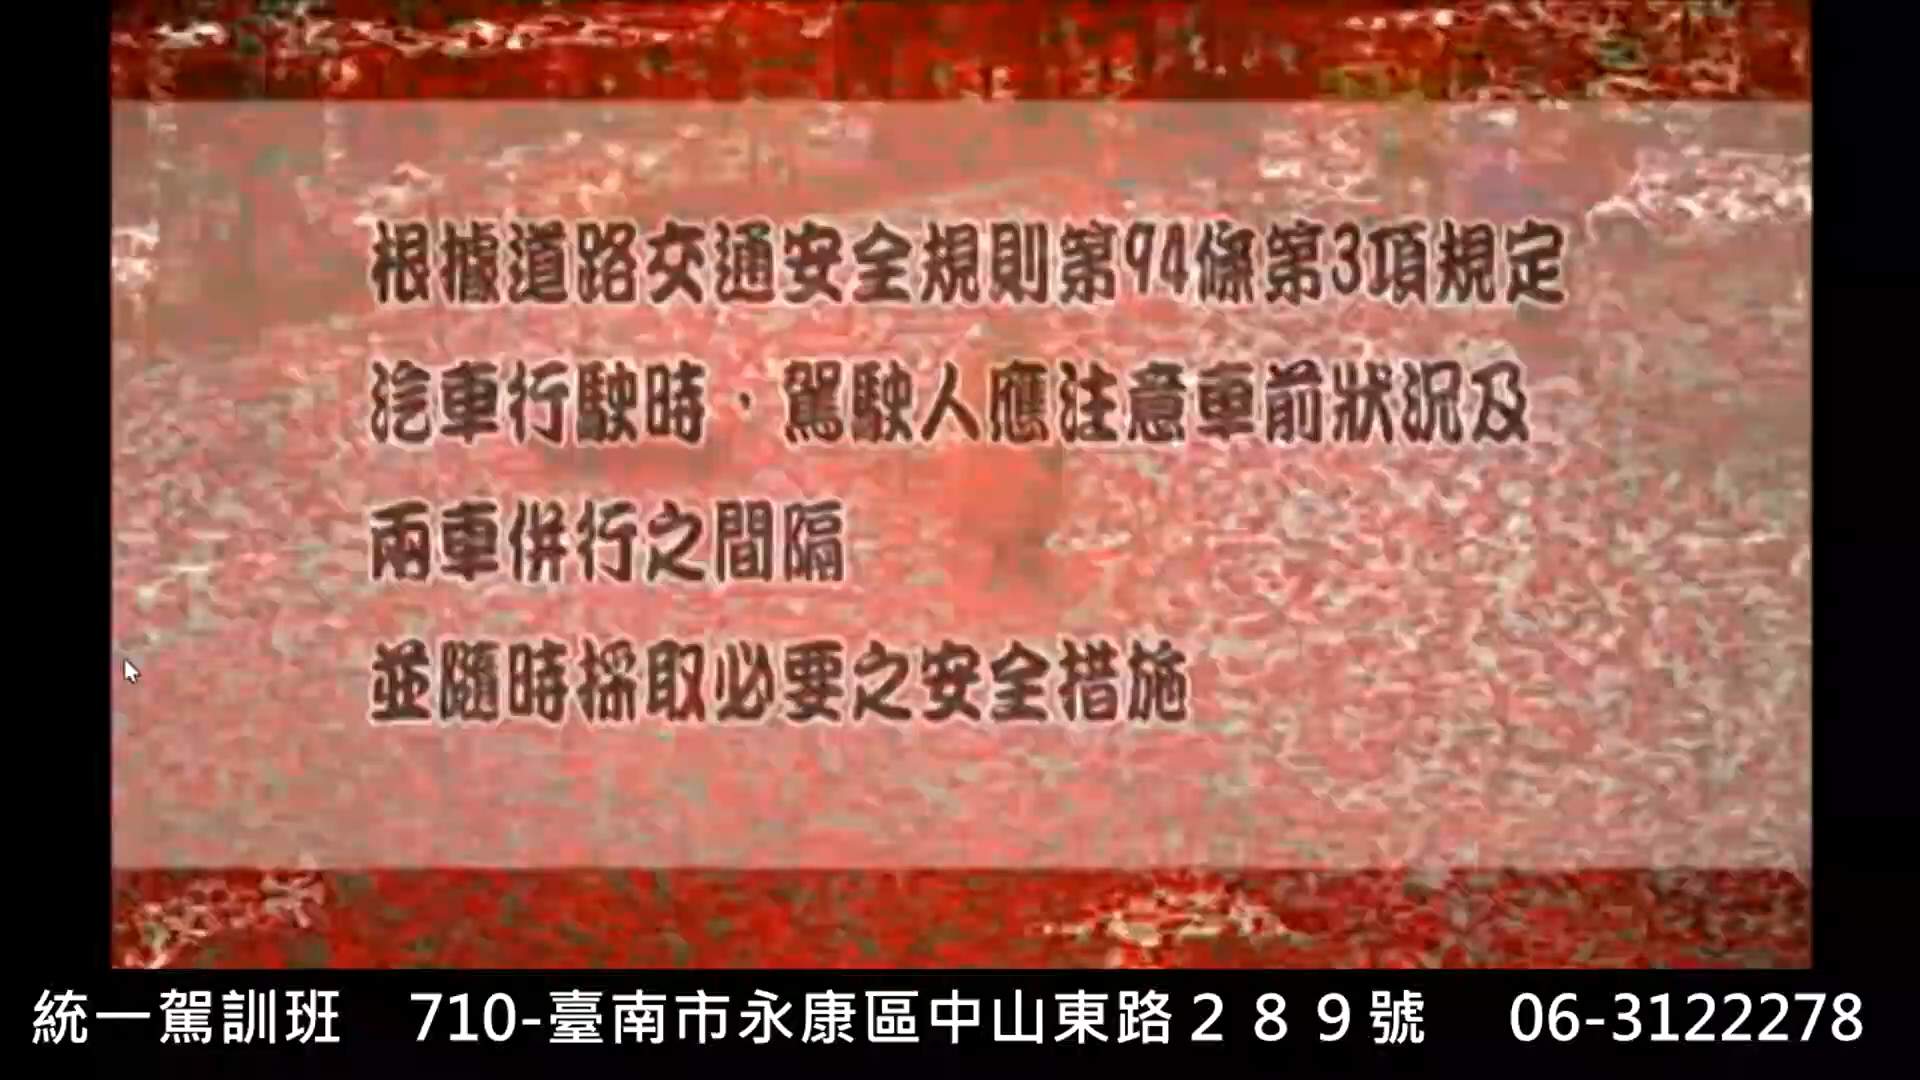 根據道路交通安全規則第94條第3項規定
汽車行駛時，駕駛人應注意車前狀況及
兩車併行之間隔
並隨時採取必要之安全措施
統一駕訓班 710-臺南市永康區中山東路２８９號 06-3122278